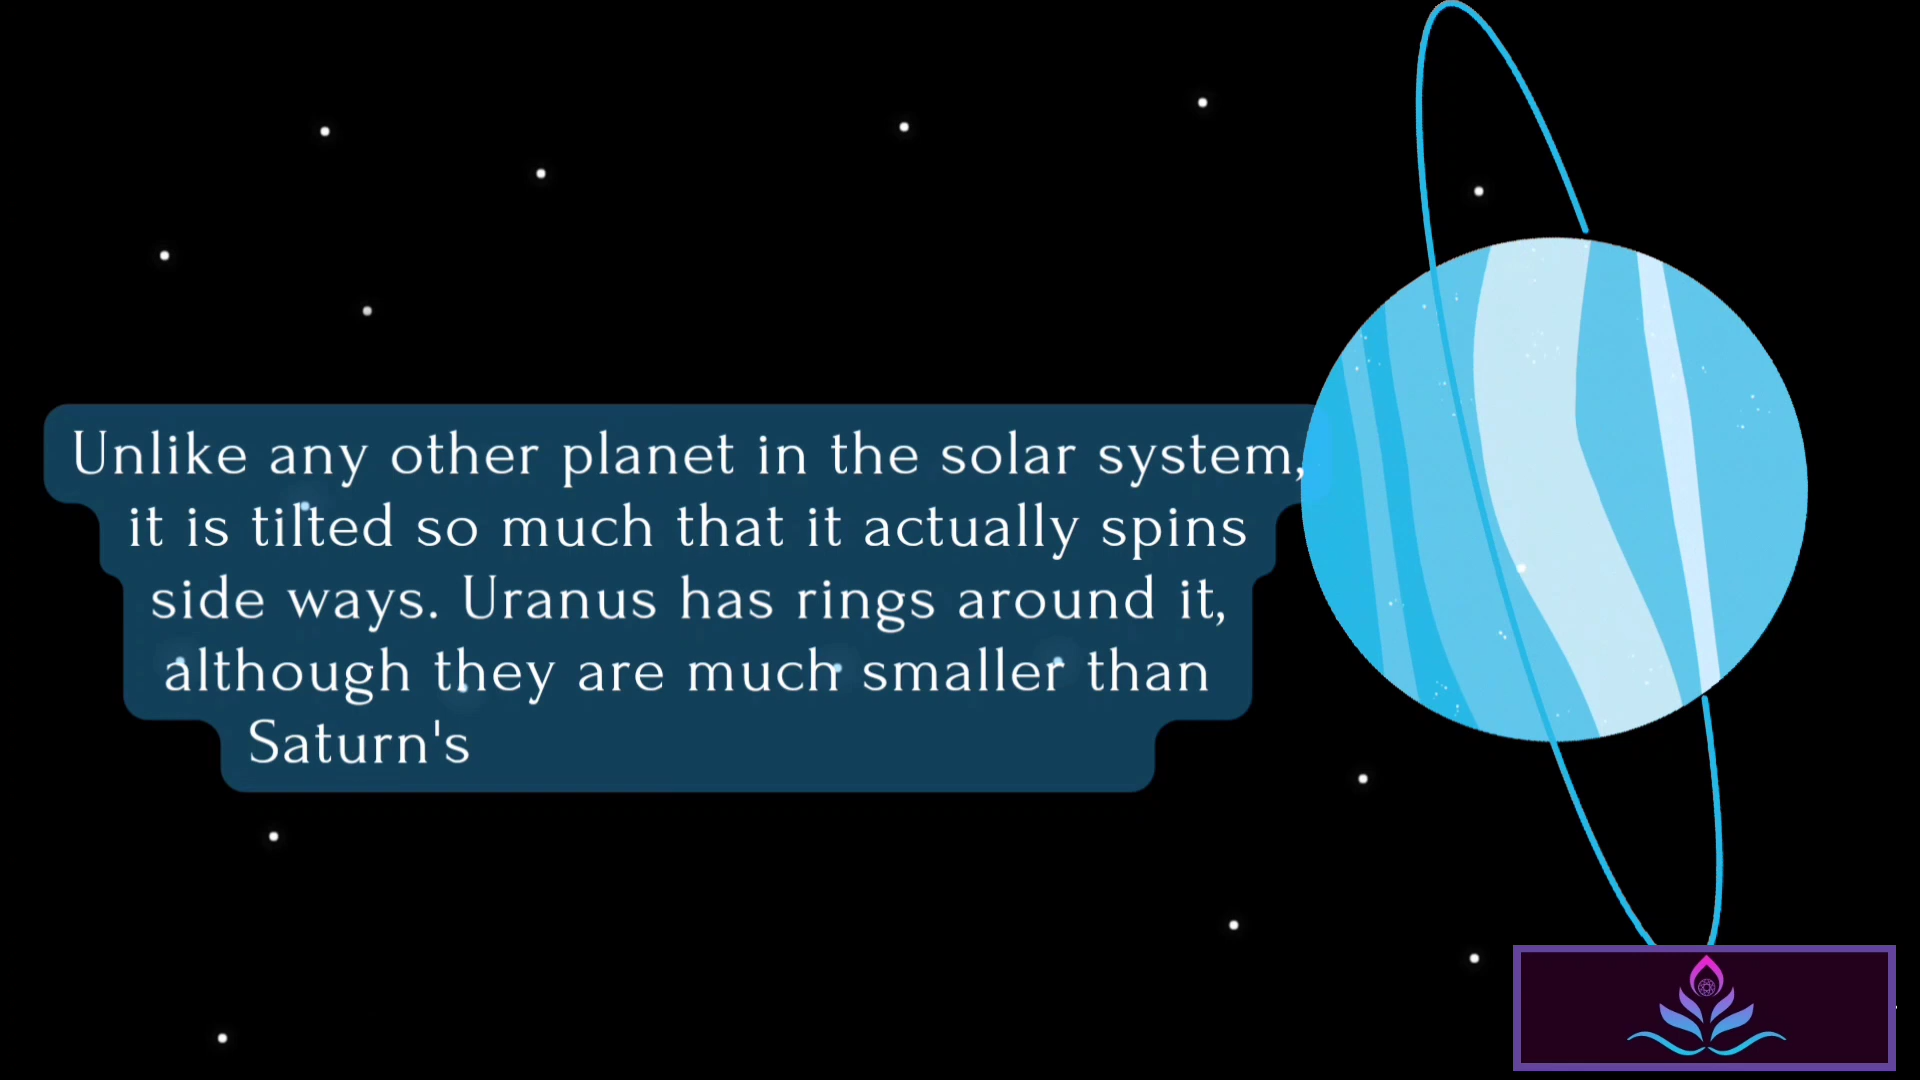 Unlike any other planet in the solar system,
it is tilted so much that it actually spins
side ways. Uranus has rings around it,
although they are much smaller than
Saturn's